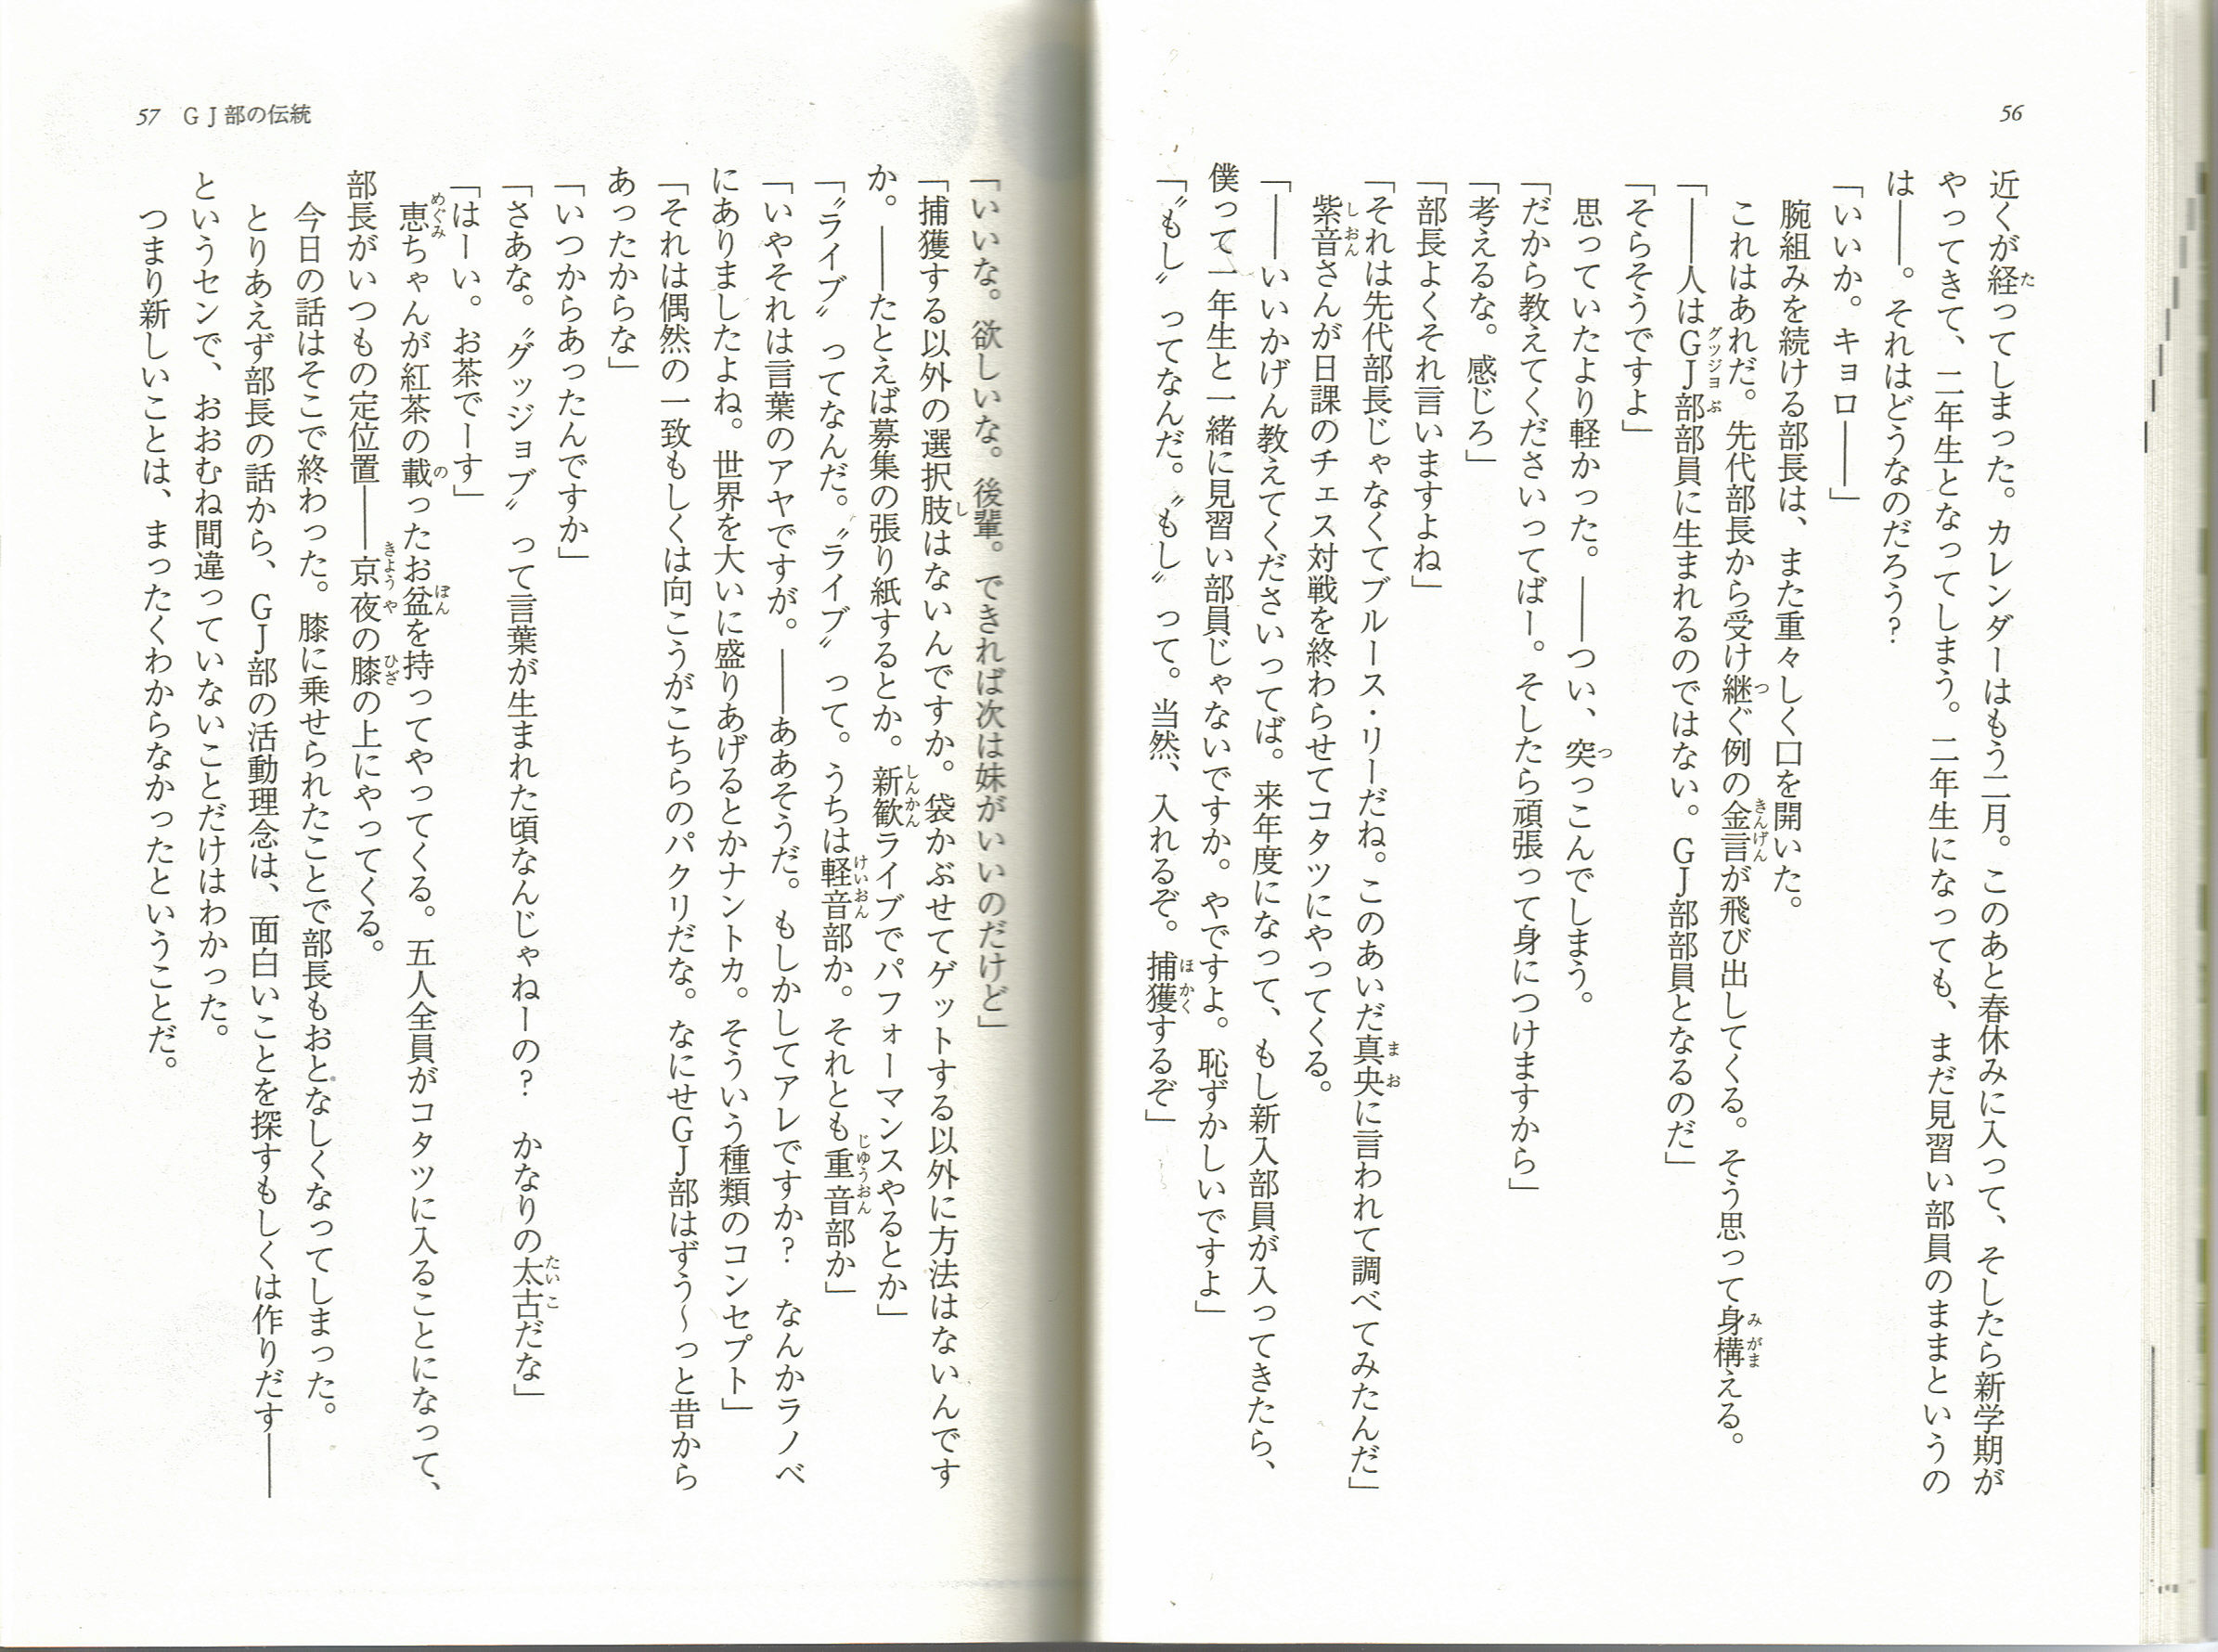 56
近くが経ってしまった。カレンダーはもう二月。このあと春休みに入って、そしたら新学期が
やってきて、二年生となってしまう。二年生になっても、まだ見習い部員のままというの
は――。それはどうなのだろう?
「いいか。キョロ――」
腕組みを続ける部長は、また重々しく口を開いた。
これはあれだ。先代部長から受け継ぐ例の金言が飛び出してくる。そう思って身構える。
「――人はGJ部部員に生まれるのではない。GJ部部員となるのだ」
「そらそうですよ」
思っていたより軽かった。――つい、突っこんでしまう。
「だから教えてくださいってばー。そしたら頑張って身につけますから」
「考えるな。感じろ」
「部長よくそれ言いますよね」
「それは先代部長じゃなくてブルース・リーだね。このあいだ真央に言われて調べてみたんだ」
紫音さんが日課のチェス対戦を終わらせてコタツにやってくる。
「――いいかげん教えてくださいってば。来年度になって、もし新入部員が入ってきたら、
僕って一年生と一緒に見習い部員じゃないですか。やですよ。恥ずかしいですよ」
「〝もし〟ってなんだ。〝もし〟って。当然、入れるぞ。捕獲するぞ」
57 GJ部の伝統
「いいな。欲しいな。後輩。できれば次は妹がいいのだけど」
「捕獲する以外の選択肢はないんですか。袋かぶせてゲットする以外に方法はないんです
か。――たとえば募集の張り紙するとか。新歓ライブでパフォーマンスやるとか」
「〝ライブ〟ってなんだ。〝ライブ〟って。うちは軽音部か。それとも重音部か」
「いやそれは言葉のアヤですが。――ああそうだ。もしかしてアレですか? なんかラノベ
にありましたよね。世界を大いに盛りあげるとかナントカ。そういう種類のコンセプト」
「それは偶然の一致もしくは向こうがこちらのパクリだな。なにせGJ部はずう～っと昔から
あったからな」
「いつからあったんですか」
「さあな。〝グッジョブ〟って言葉が生まれた頃なんじゃねーの? かなりの太古だな」
「はーい。お茶でーす」
恵ちゃんが紅茶の載ったお盆を持ってやってくる。五人全員がコタツに入ることになって、
部長がいつもの定位置――京夜の膝の上にやってくる。
今日の話はそこで終わった。膝に乗せられたことで部長もおとなしくなってしまった。
とりあえず部長の話から、GJ部の活動理念は、面白いことを探すもしくは作りだす――
というセンで、おおむね間違っていないことだけはわかった。
つまり新しいことは、まったくわからなかったということだ。